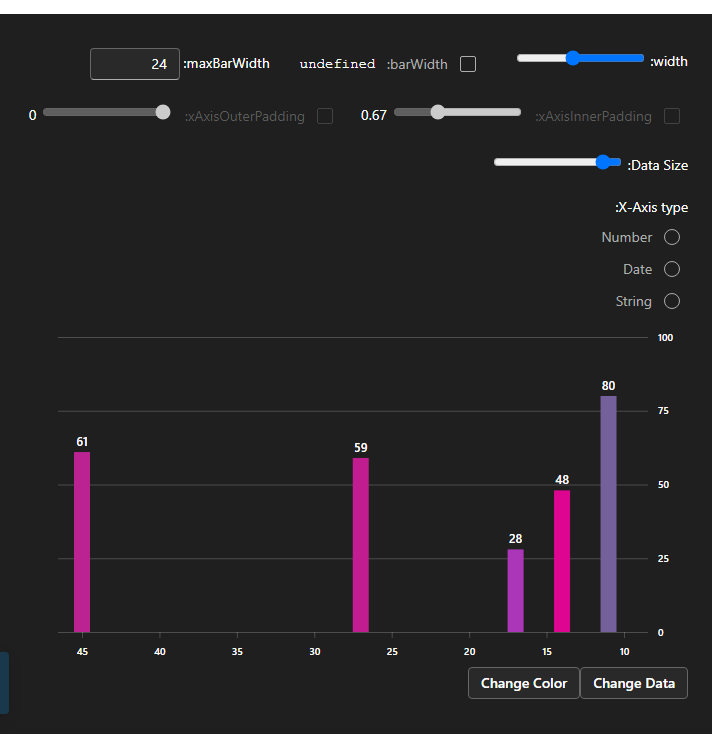 :width
:barWidth undefined
:maxBarWidth 24
:xAxisInnerPadding 0.67
:xAxisOuterPadding 0
:Data Size
:X-Axis type
Number
Date
String
100
75
50
25
0
61
59
28
48
80
45 40 35 30 25 20 15 10
Change Color Change Data